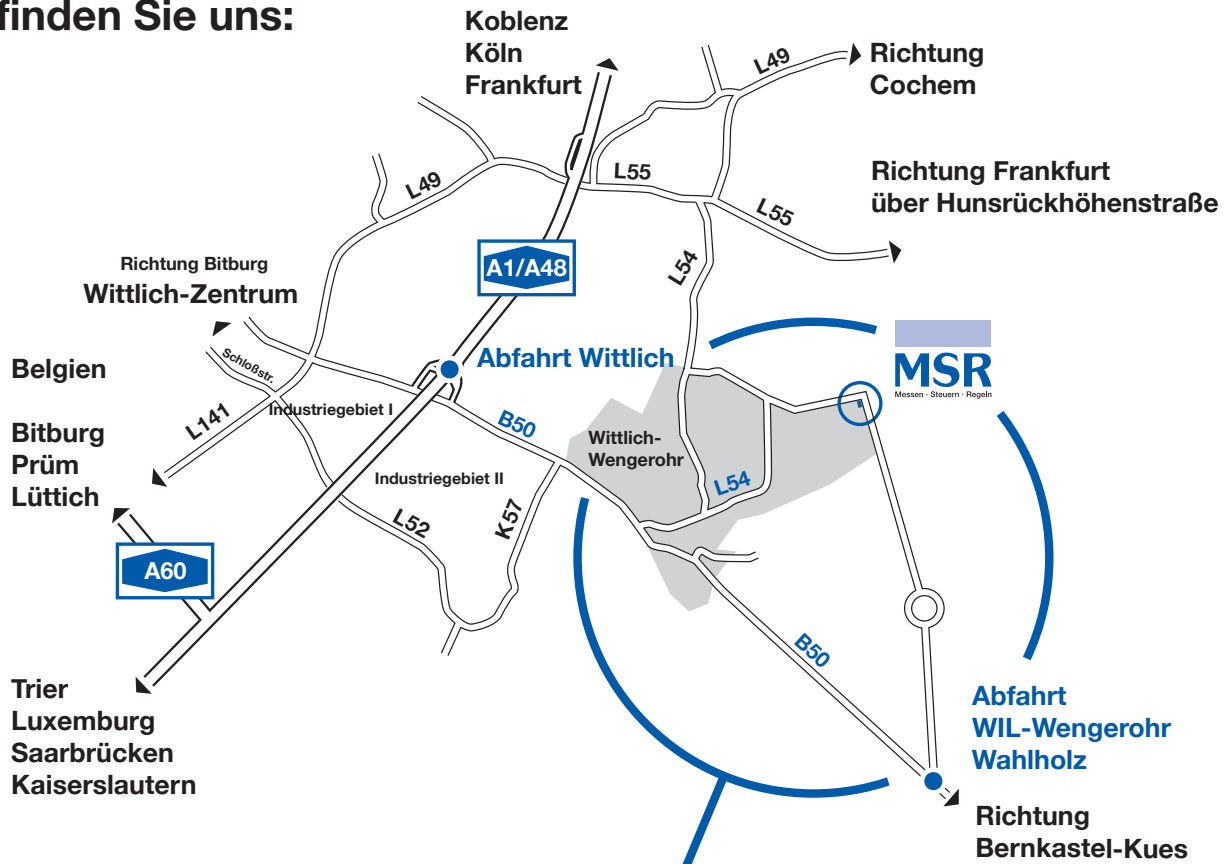 finden Sie uns:
Koblenz
Köln
Frankfurt
L49
Richtung
Cochem
L55
Richtung Frankfurt
über Hunsrückhöhenstraße
L49
L55
L54
A1/A48
Richtung Bitburg
Wittlich-Zentrum
MSR
Messen · Steuern · Regeln
Abfahrt Wittlich
Schloßstr.
Belgien
Industriegebiet I
L141
B50
Bitburg
Prüm
Lüttich
Wittlich-
Wengerohr
Industriegebiet II
L54
L52
K57
A60
B50
Trier
Luxemburg
Saarbrücken
Kaiserslautern
Abfahrt
WIL-Wengerohr
Wahlholz
Richtung
Bernkastel-Kues